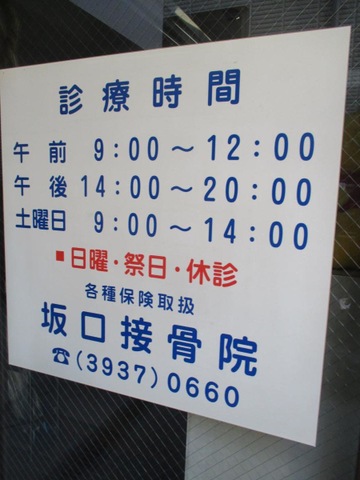 診療時間
午前 9:00～12:00
午後 14:00～20:00
土曜日 9:00～14:00
■日曜・祭日・休診
各種保険取扱
坂口接骨院
☎(3937)0660